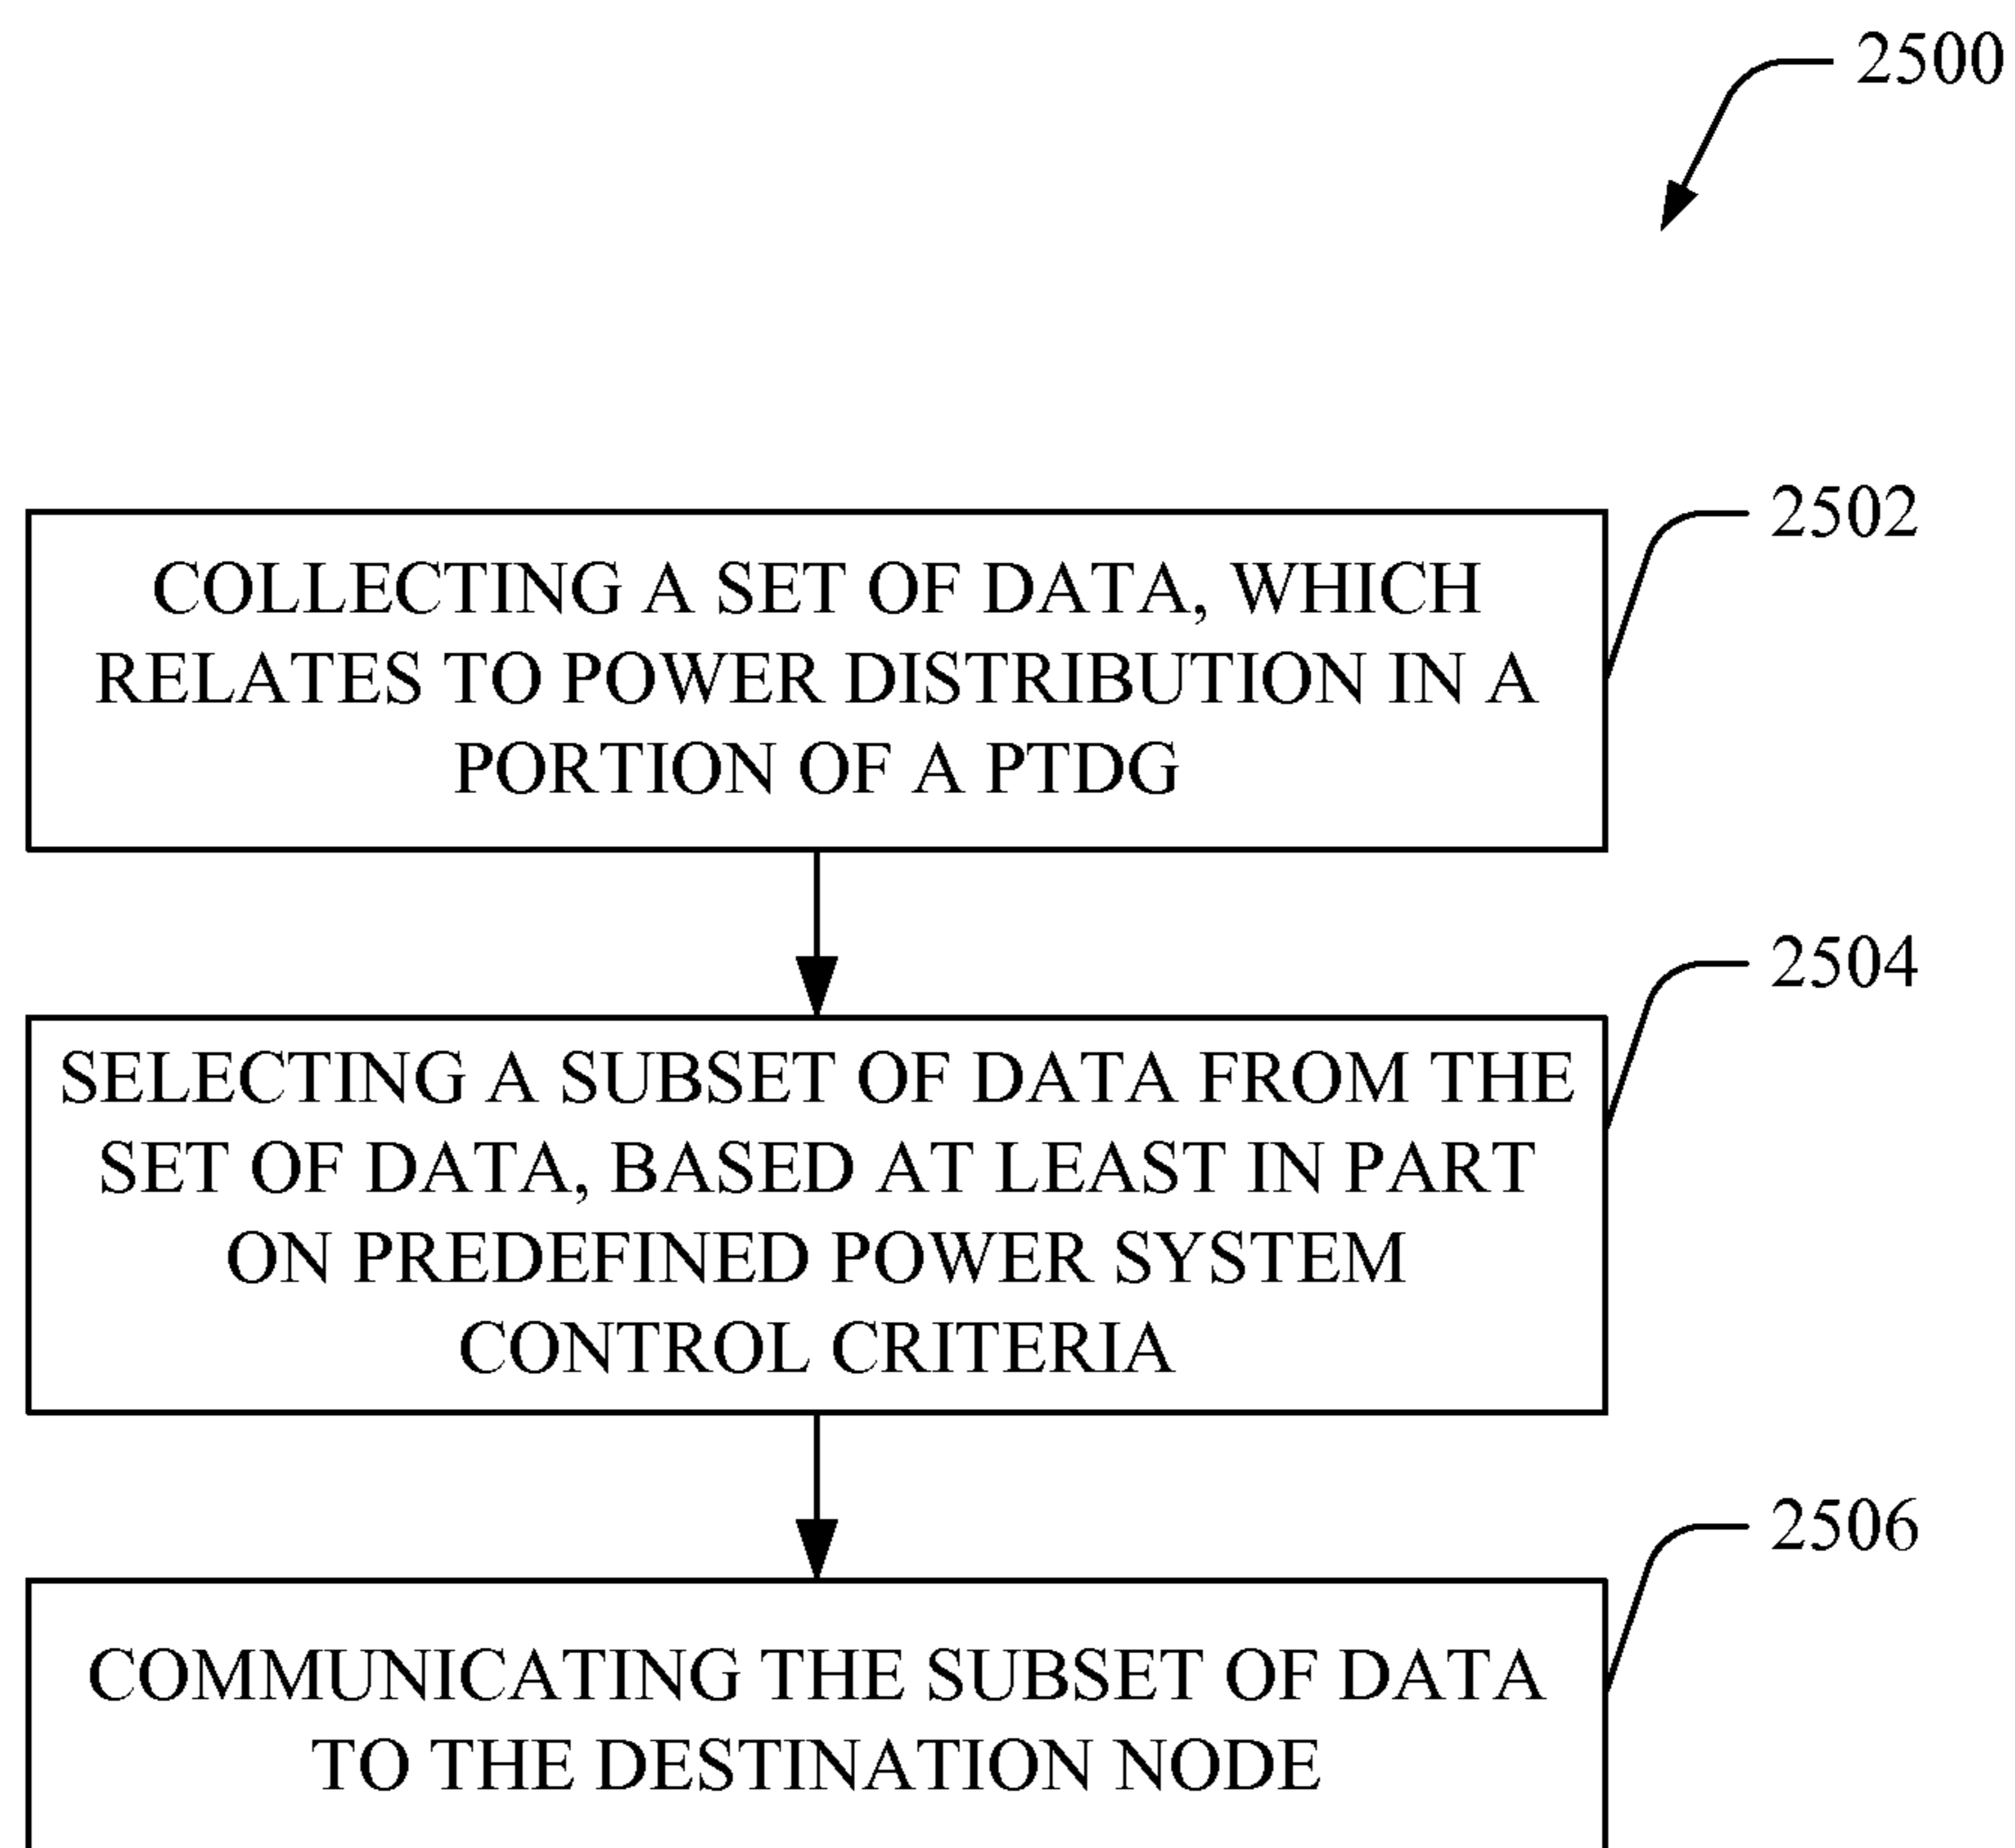 2500
2502
COLLECTING A SET OF DATA, WHICH
RELATES TO POWER DISTRIBUTION IN A
PORTION OF A PTDG
2504
SELECTING A SUBSET OF DATA FROM THE
SET OF DATA, BASED AT LEAST IN PART
ON PREDEFINED POWER SYSTEM
CONTROL CRITERIA
2506
COMMUNICATING THE SUBSET OF DATA
TO THE DESTINATION NODE